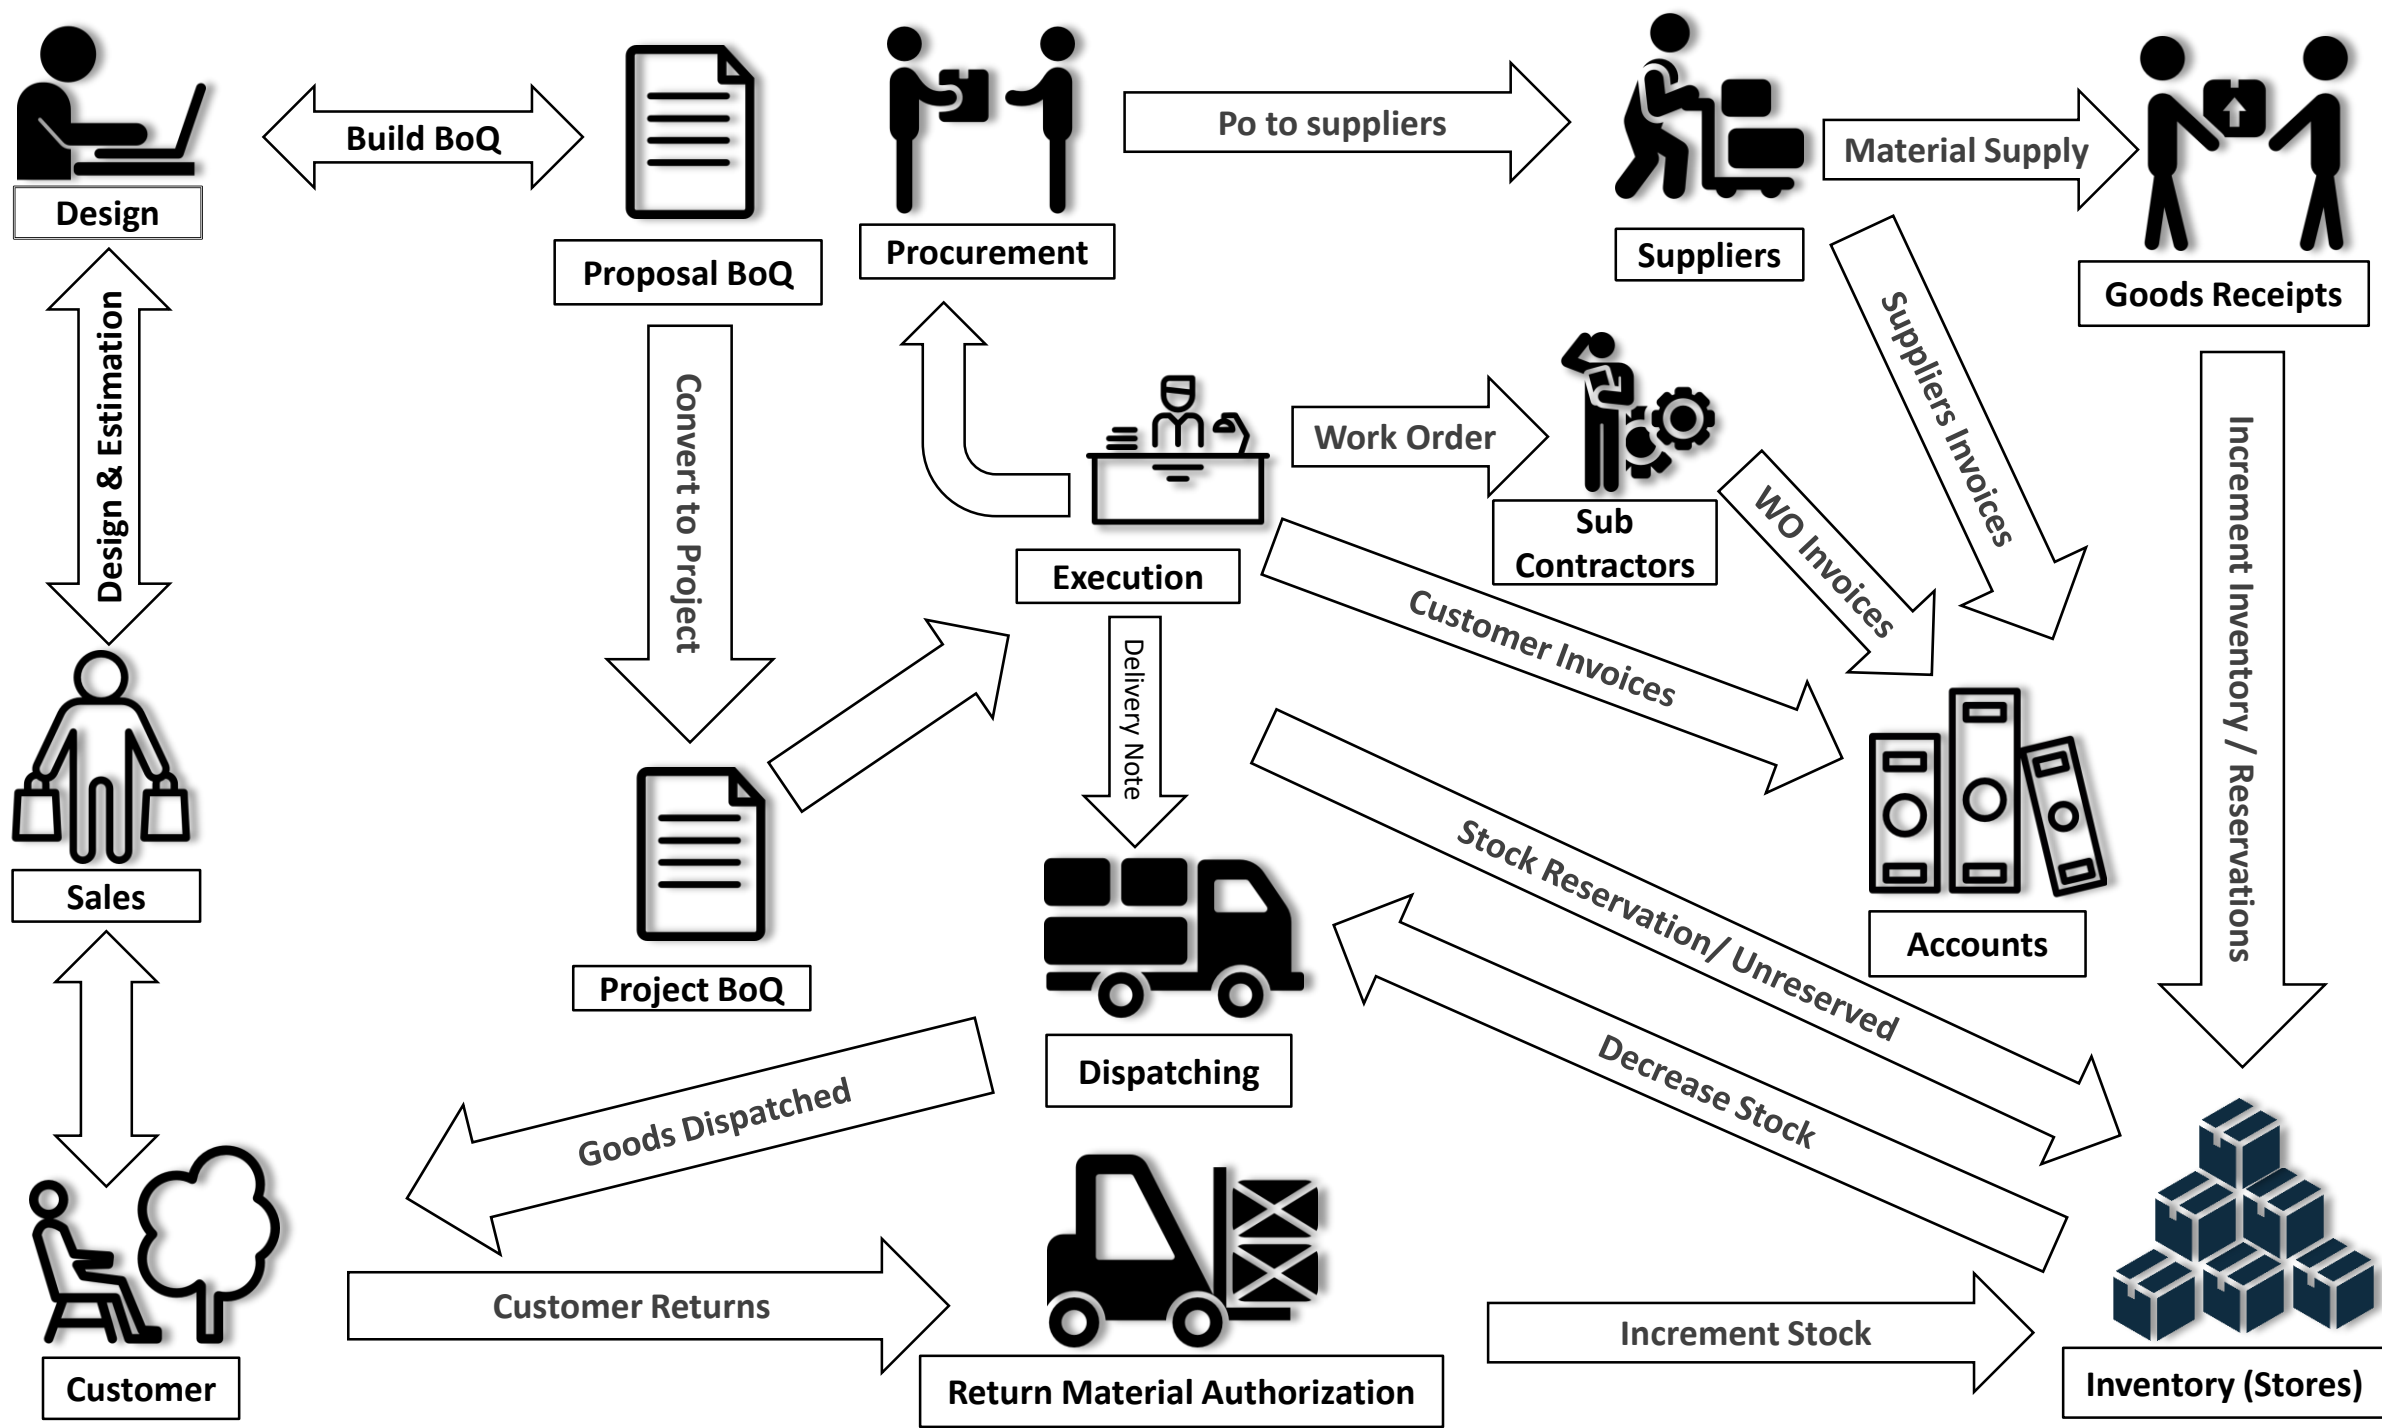 Build BoQ
Po to suppliers
Material Supply
Design
Proposal BoQ
Procurement
Suppliers
Goods Receipts
Design & Estimation
Convert to Project
Work Order
Suppliers Invoices
Increment Inventory / Reservations
Sub
Contractors
WO Invoices
Execution
Customer Invoices
Delivery Note
Sales
Project BoQ
Stock Reservation/ Unreserved
Accounts
Dispatching
Decrease Stock
Goods Dispatched
Customer Returns
Increment Stock
Customer
Return Material Authorization
Inventory (Stores)